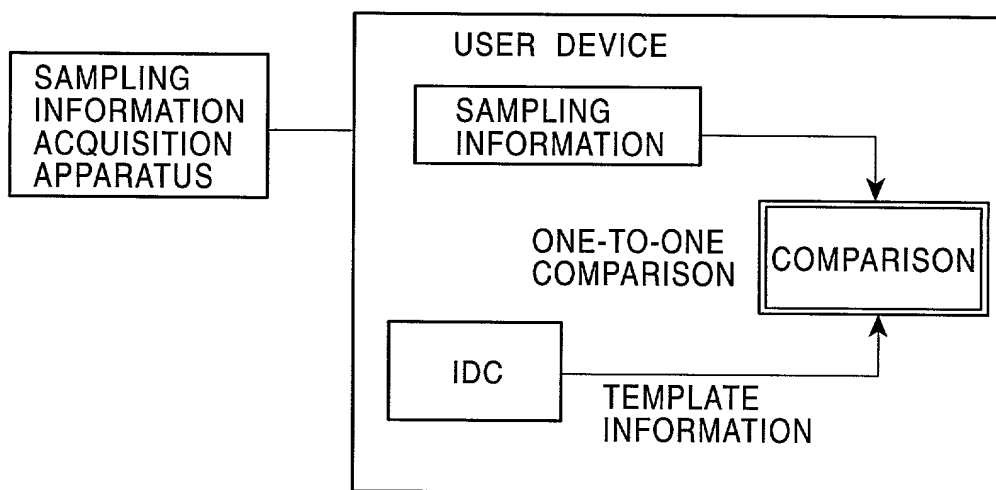 SAMPLING
INFORMATION
ACQUISITION
APPARATUS
USER DEVICE
SAMPLING
INFORMATION
ONE-TO-ONE
COMPARISON
COMPARISON
IDC
TEMPLATE
INFORMATION